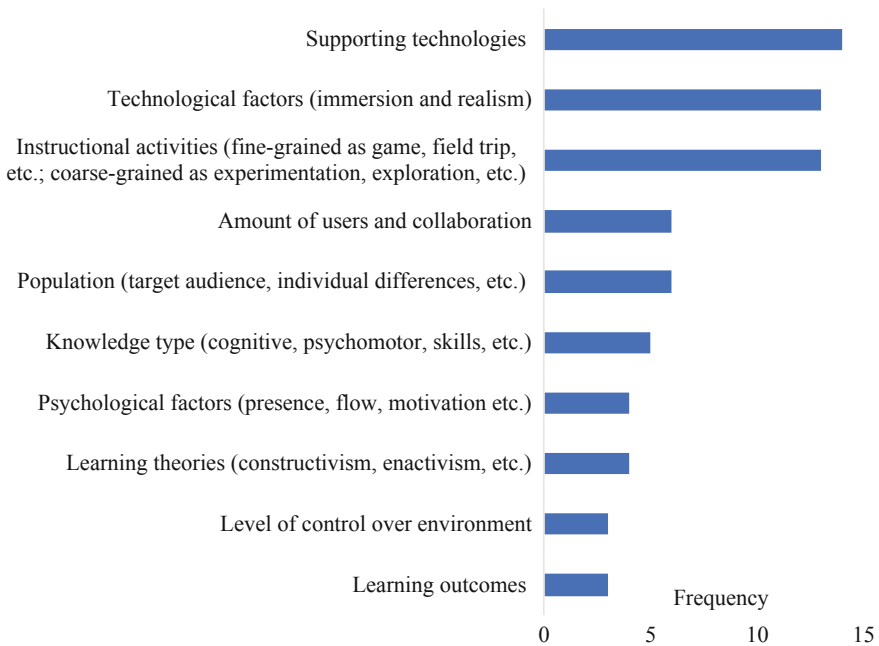 Supporting technologies
Technological factors (immersion and realism)
Instructional activities (fine-grained as game, field trip,
etc.; coarse-grained as experimentation, exploration, etc.)
Amount of users and collaboration
Population (target audience, individual differences, etc.)
Knowledge type (cognitive, psychomotor, skills, etc.)
Psychological factors (presence, flow, motivation etc.)
Learning theories (constructivism, enactivism, etc.)
Level of control over environment
Learning outcomes
Frequency
0 5 10 15